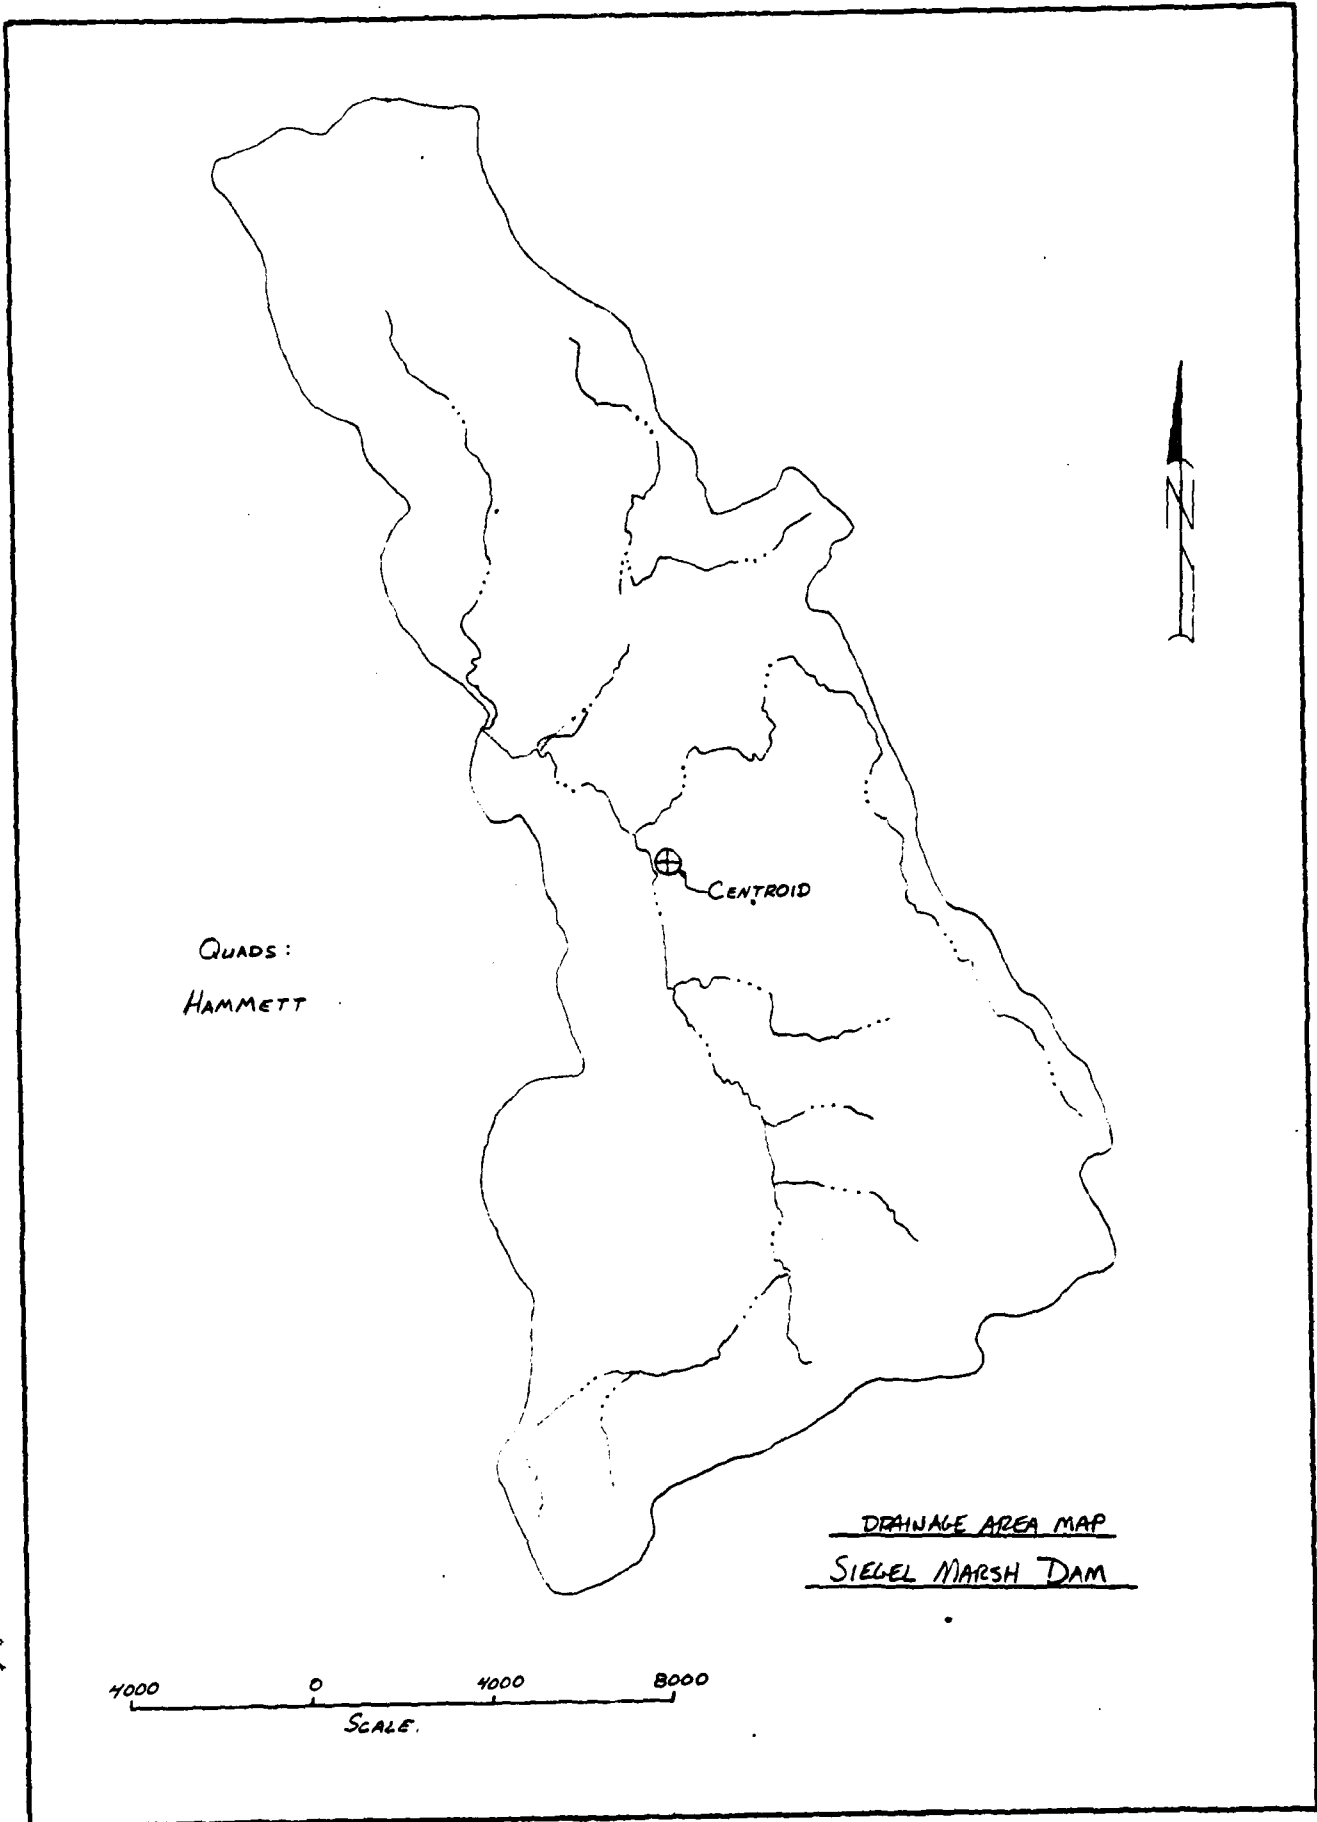 N
CENTROID
QUADS:
HAMMETT
DRAINAGE AREA MAP
SIEGEL MARSH DAM
4000 0 4000 8000
SCALE.